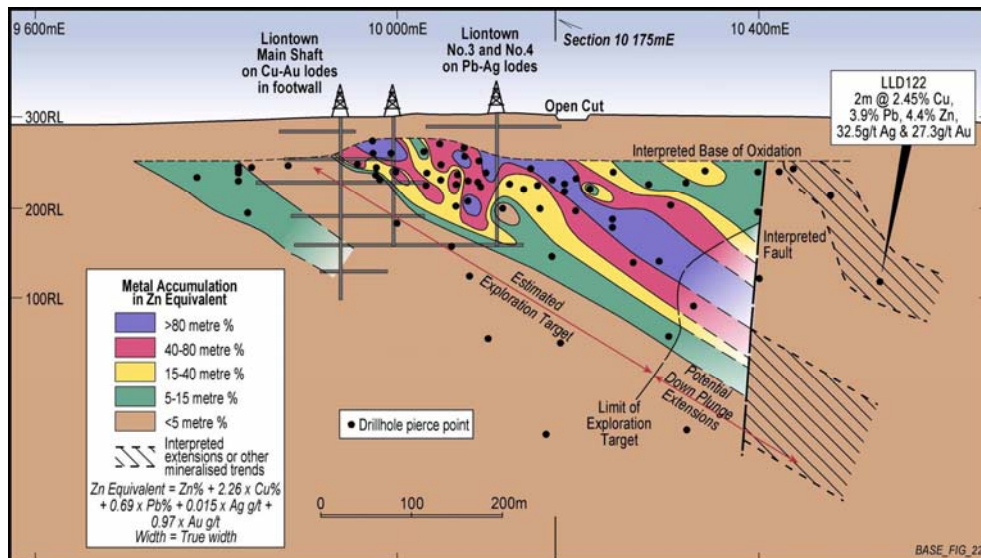 9 600mE
10 000mE
10 400mE
Section 10 175mE
Liontown
Main Shaft
on Cu-Au lodes
in footwall
Liontown
No.3 and No.4
on Pb-Ag lodes
Open Cut
LLD122
2m @ 2.45% Cu,
3.9% Pb, 4.4% Zn,
32.5g/t Ag & 27.3g/t Au
300RL
Interpreted Base of Oxidation
200RL
Interpreted
Fault
100RL
Estimated
Exploration Target
Potential
Down Plunge
Extensions
Limit of
Exploration
Target
Metal Accumulation
in Zn Equivalent
>80 metre %
40-80 metre %
15-40 metre %
5-15 metre %
<5 metre %
Interpreted
extensions or other
mineralised trends
Zn Equivalent = Zn% + 2.26 x Cu%
+ 0.69 x Pb% + 0.015 x Ag g/t +
0.97 x Au g/t
Width = True width
Drillhole pierce point
0 100 200m
BASE_FIG_22